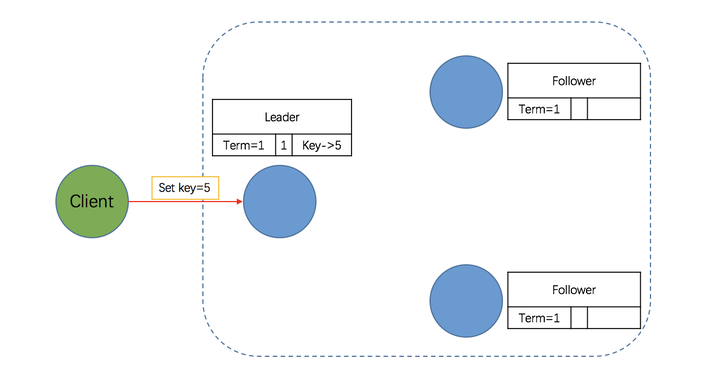 Follower
Term=1
Leader
Term=1 1 Key->5
Set key=5
Client
Follower
Term=1